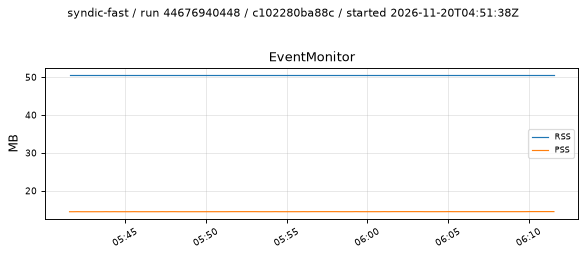 syndic-fast / run 44676940448 / c102280ba88c / started 2026-11-20T04:51:38Z
EventMonitor
MB
50
40
30
20
RSS
PSS
05:45
05:50
05:55
06:00
06:05
06:10